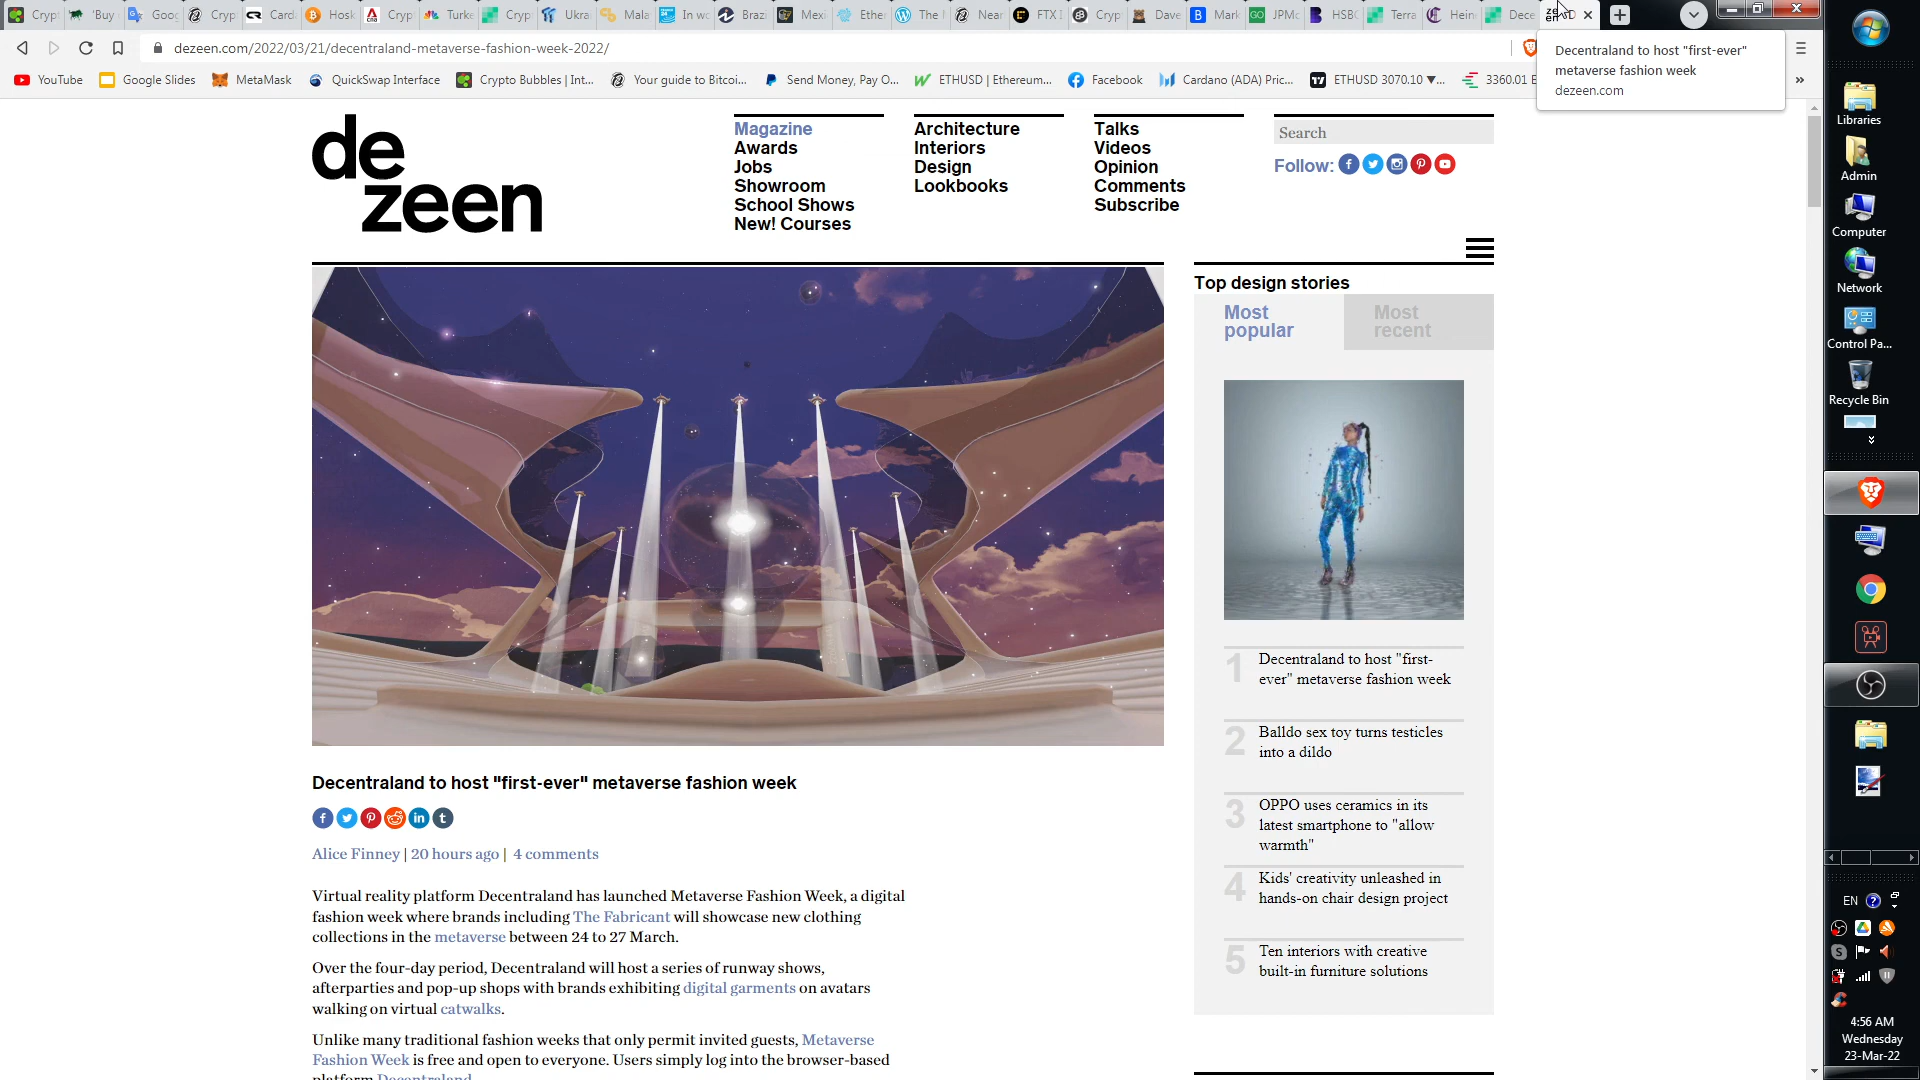 Crypt
'Buy
Goog
Cryp
Card
Hosk
Cryp
Turke
Cryp
Ukra
Mala
In wo
Brazi
Mexi
Ether
The I
Near
FTX I
Cryp
Dave
Mark
JPMc
HSBC
Terra
Hein
Dece
dezeen.com/2022/03/21/decentraland-metaverse-fashion-week-2022/
Decentraland to host "first-ever"
metaverse fashion week
dezeen.com
YouTube
Google Slides
MetaMask
QuickSwap Interface
Crypto Bubbles | Int...
Your guide to Bitcoi...
Send Money, Pay O...
ETHUSD | Ethereum...
Facebook
Cardano (ADA) Pric...
ETHUSD 3070.10 ▼...
3360.01 E
»
de
zeen
Magazine
Awards
Jobs
Showroom
School Shows
New! Courses
Architecture
Interiors
Design
Lookbooks
Talks
Videos
Opinion
Comments
Subscribe
Search
Follow:
Top design stories
Most
popular
Most
recent
1 Decentraland to host "first-
ever" metaverse fashion week
2 Balldo sex toy turns testicles
into a dildo
3 OPPO uses ceramics in its
latest smartphone to "allow
warmth"
4 Kids' creativity unleashed in
hands-on chair design project
5 Ten interiors with creative
built-in furniture solutions
Decentraland to host "first-ever" metaverse fashion week
Alice Finney | 20 hours ago | 4 comments
Virtual reality platform Decentraland has launched Metaverse Fashion Week, a digital
fashion week where brands including The Fabricant will showcase new clothing
collections in the metaverse between 24 to 27 March.
Over the four-day period, Decentraland will host a series of runway shows,
afterparties and pop-up shops with brands exhibiting digital garments on avatars
walking on virtual catwalks.
Unlike many traditional fashion weeks that only permit invited guests, Metaverse
Fashion Week is free and open to everyone. Users simply log into the browser-based
platform Decentraland
Libraries
Admin
Computer
Network
Control Pa...
Recycle Bin
EN
4:56 AM
Wednesday
23-Mar-22